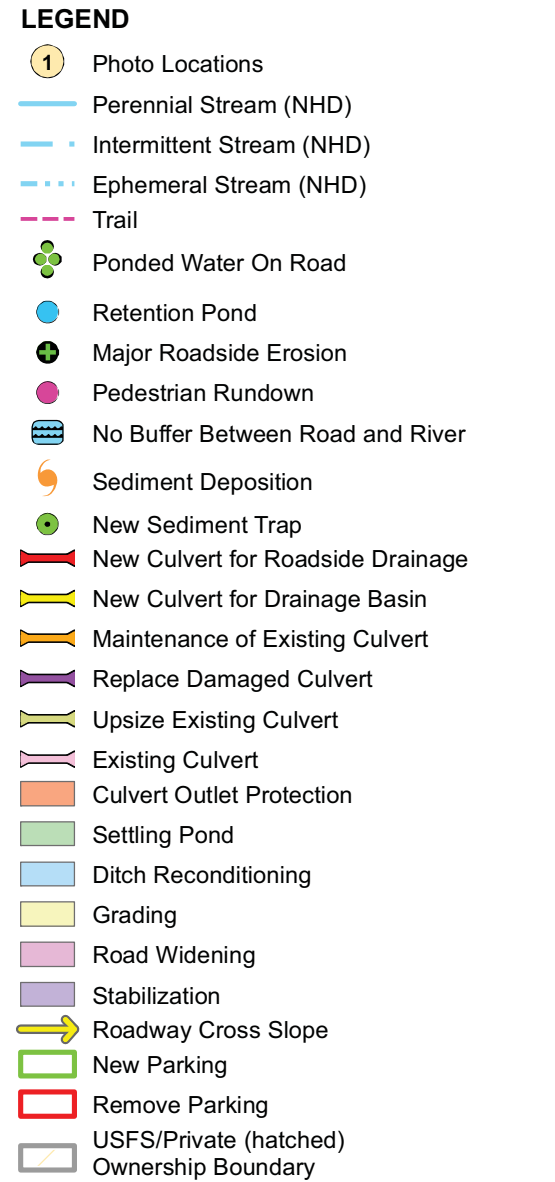 LEGEND
1 Photo Locations
Perennial Stream (NHD)
Intermittent Stream (NHD)
Ephemeral Stream (NHD)
Trail
Ponded Water On Road
Retention Pond
Major Roadside Erosion
Pedestrian Rundown
No Buffer Between Road and River
Sediment Deposition
New Sediment Trap
New Culvert for Roadside Drainage
New Culvert for Drainage Basin
Maintenance of Existing Culvert
Replace Damaged Culvert
Upsize Existing Culvert
Existing Culvert
Culvert Outlet Protection
Settling Pond
Ditch Reconditioning
Grading
Road Widening
Stabilization
Roadway Cross Slope
New Parking
Remove Parking
USFS/Private (hatched)
Ownership Boundary